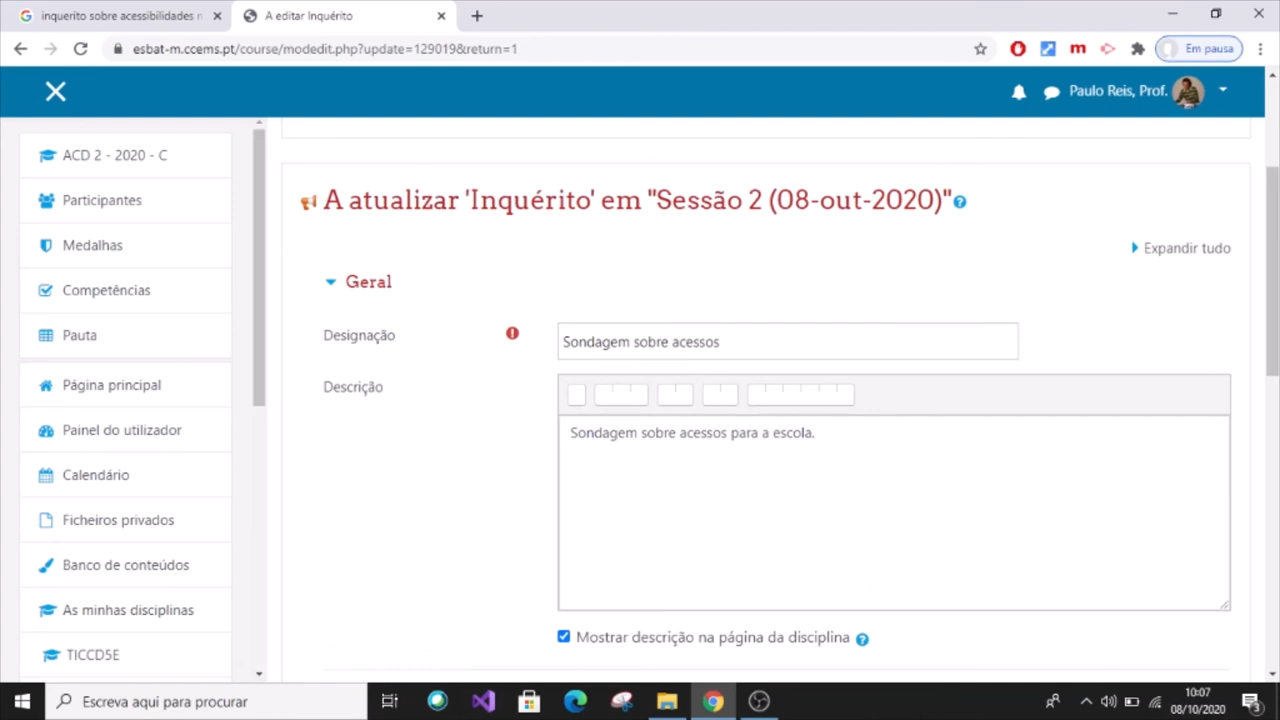 inquerito sobre acessibilidades n
A editar Inquérito
esbat-m.ccems.pt/course/modedit.php?update=129019&return=1
m
Em pausa
Paulo Reis, Prof.
ACD 2 - 2020 - C
Participantes
Medalhas
Competências
Pauta
Página principal
Painel do utilizador
Calendário
Ficheiros privados
Banco de conteúdos
As minhas disciplinas
TICCD5E
A atualizar 'Inquérito' em "Sessão 2 (08-out-2020)"
Expandir tudo
Geral
Designação
Sondagem sobre acessos
Descrição
Sondagem sobre acessos para a escola.
Mostrar descrição na página da disciplina
Escreva aqui para procurar
10:07
08/10/2020
3